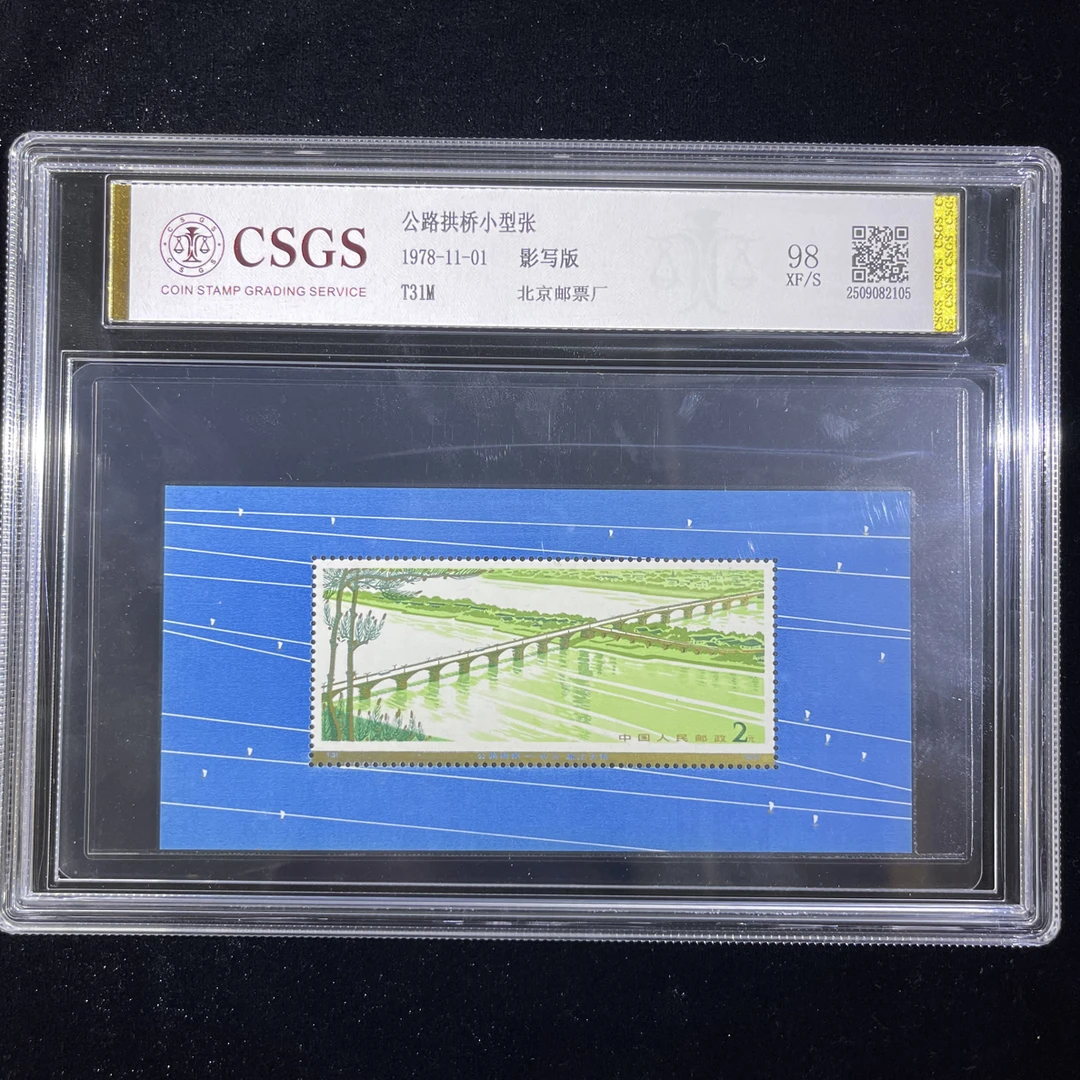 CSGS
COIN STAMP GRADING SERVICE
公路拱桥小型张
1978-11-01 影写版
T31M 北京邮票厂
98
XF/S
2509082105
中国人民邮政 2元